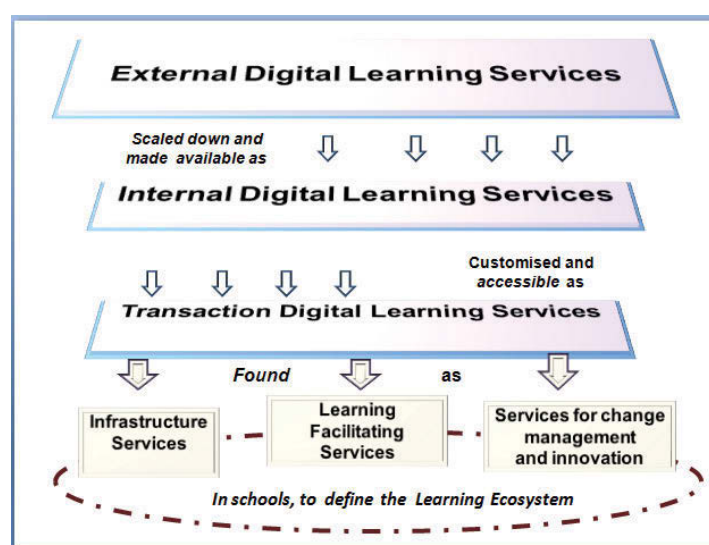 External Digital Learning Services
Scaled down and
made available as
Internal Digital Learning Services
Customised and
accessible as
Transaction Digital Learning Services
Found as
Infrastructure
Services
Learning
Facilitating
Services
Services for change
management
and innovation
In schools, to define the Learning Ecosystem